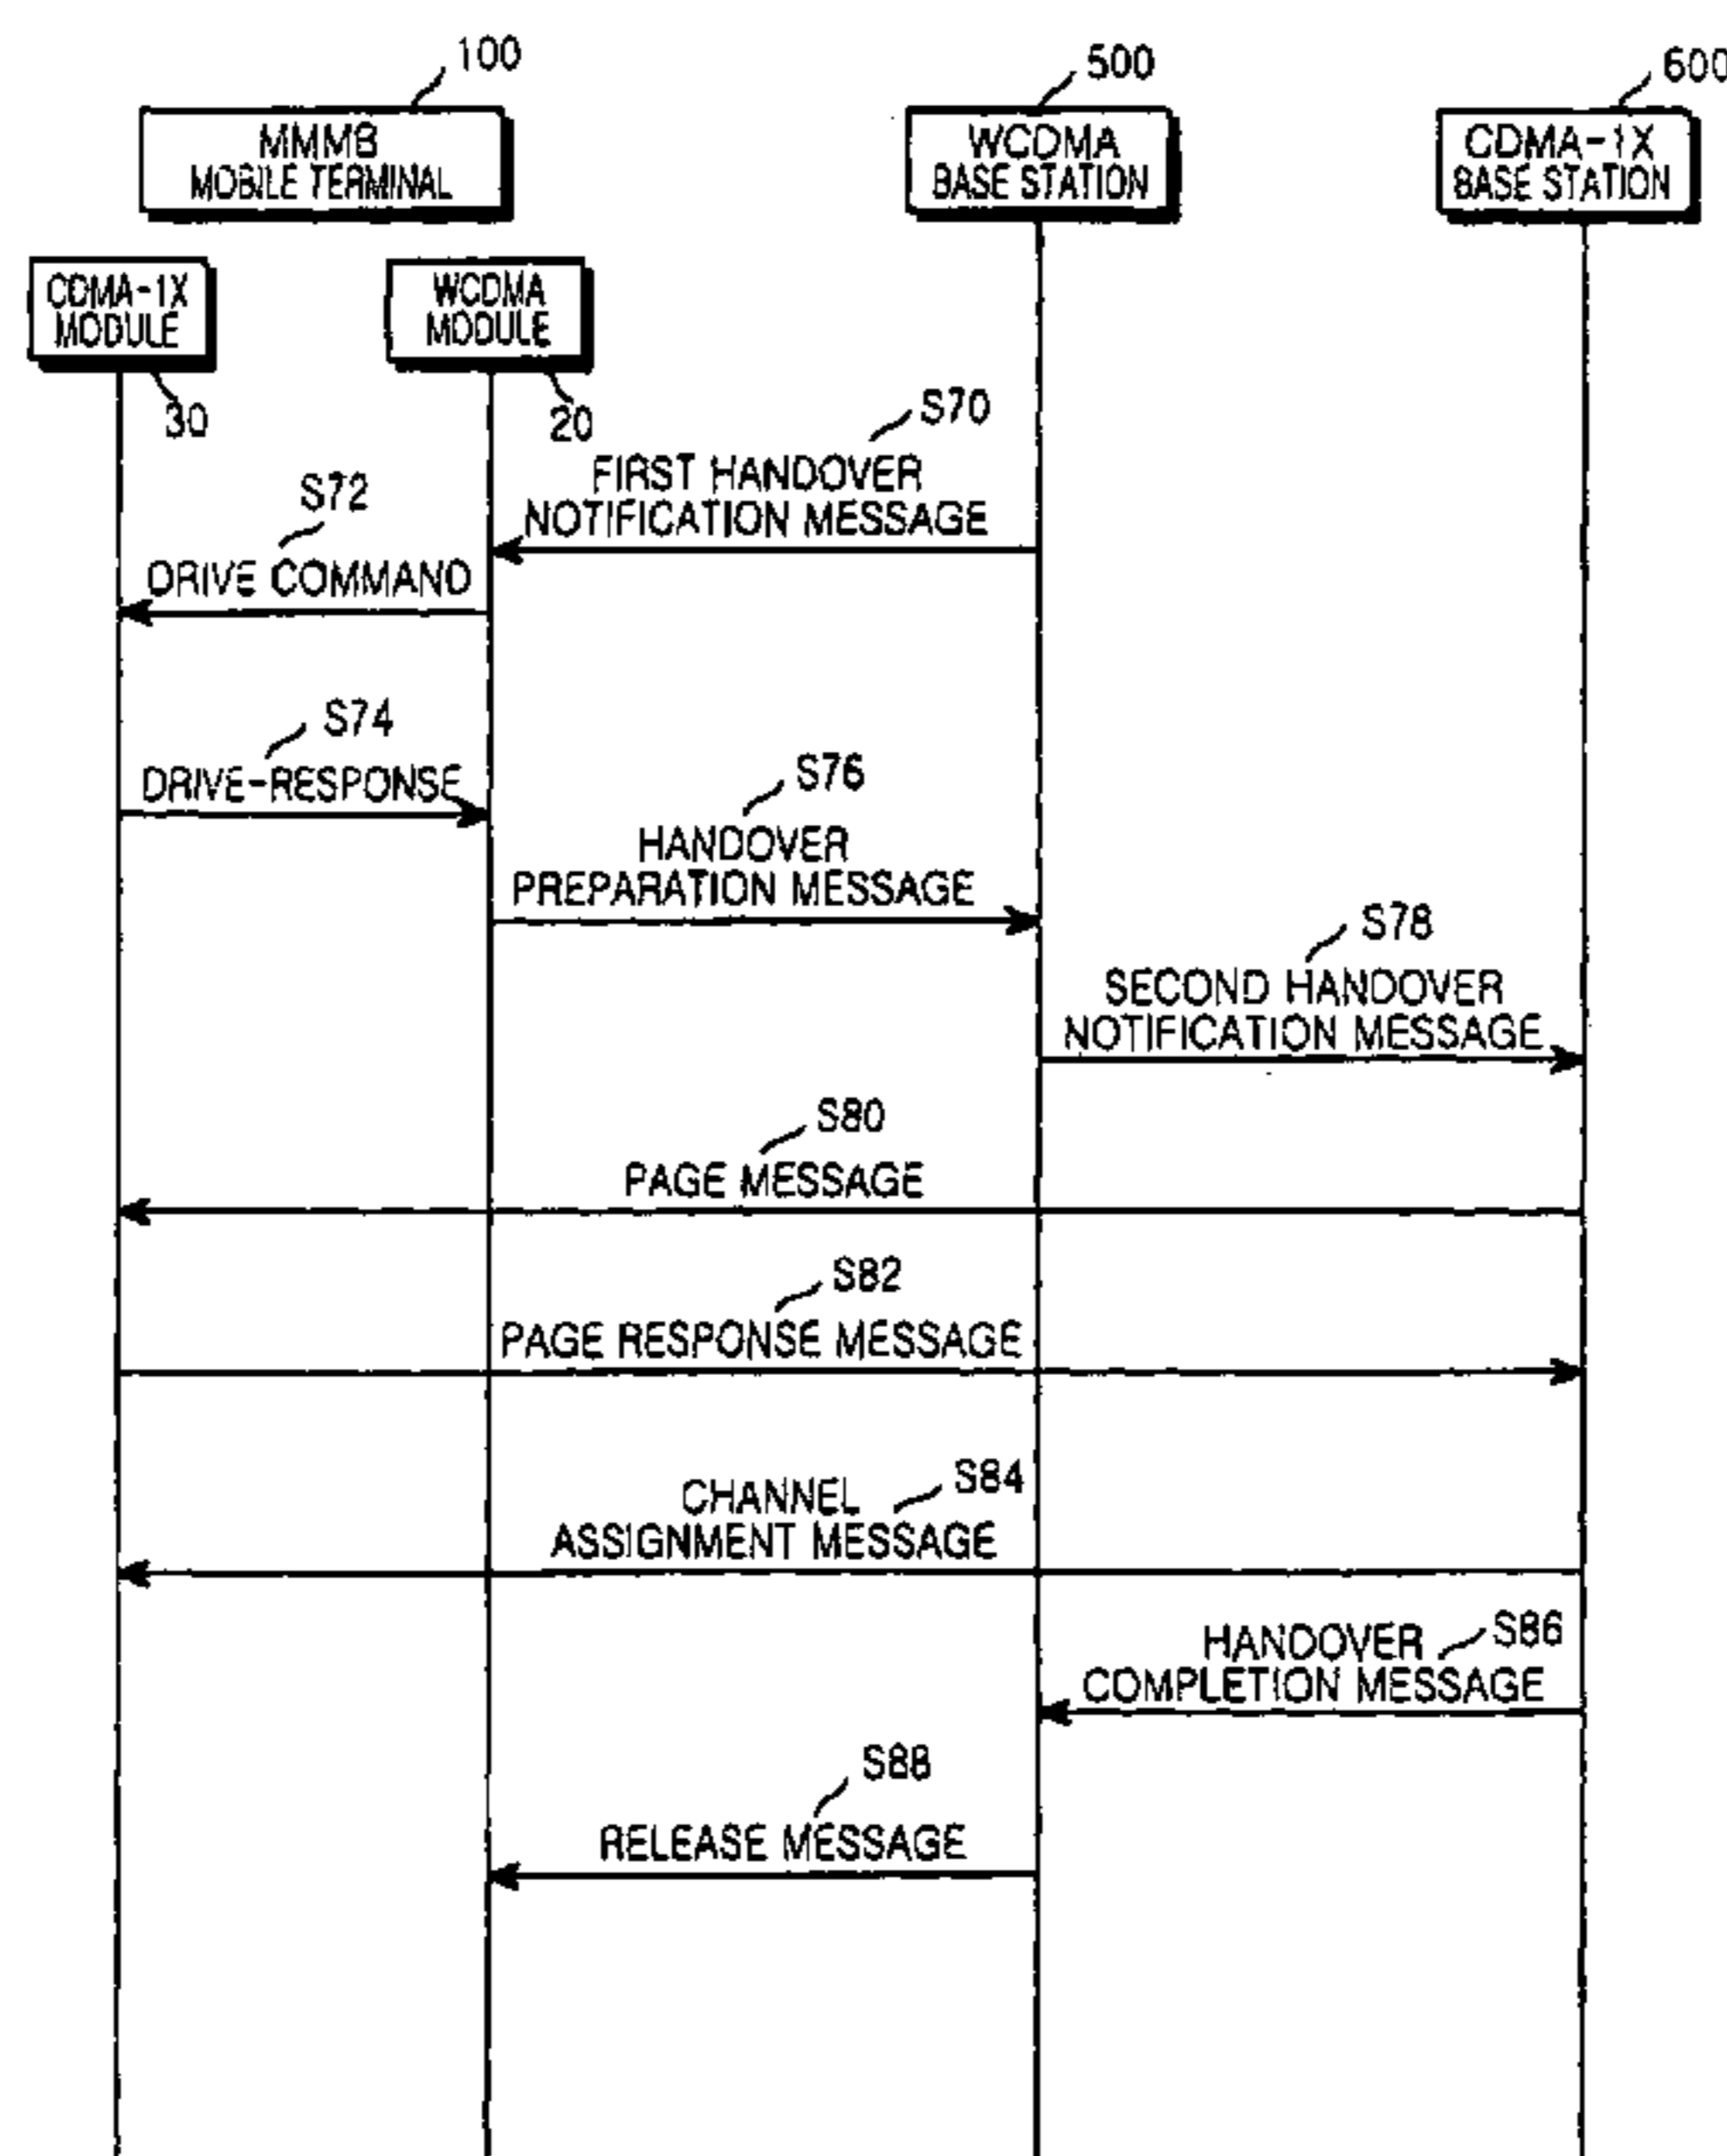 100
500
600
MMMB
MOBILE TERMINAL
WCDMA
BASE STATION
CDMA-1X
BASE STATION
CDMA-1X
MODULE
WCDMA
MODULE
30
20
S70
FIRST HANDOVER
NOTIFICATION MESSAGE
S72
DRIVE COMMAND
S74
DRIVE-RESPONSE
S76
HANDOVER
PREPARATION MESSAGE
S78
SECOND HANDOVER
NOTIFICATION MESSAGE
S80
PAGE MESSAGE
S82
PAGE RESPONSE MESSAGE
S84
CHANNEL
ASSIGNMENT MESSAGE
S86
HANDOVER
COMPLETION MESSAGE
S88
RELEASE MESSAGE